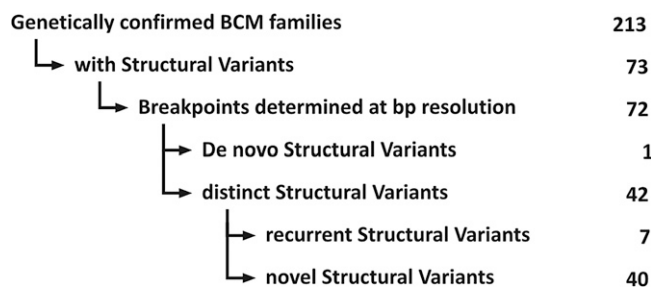 Genetically confirmed BCM families 213
with Structural Variants 73
Breakpoints determined at bp resolution 72
De novo Structural Variants 1
distinct Structural Variants 42
recurrent Structural Variants 7
novel Structural Variants 40